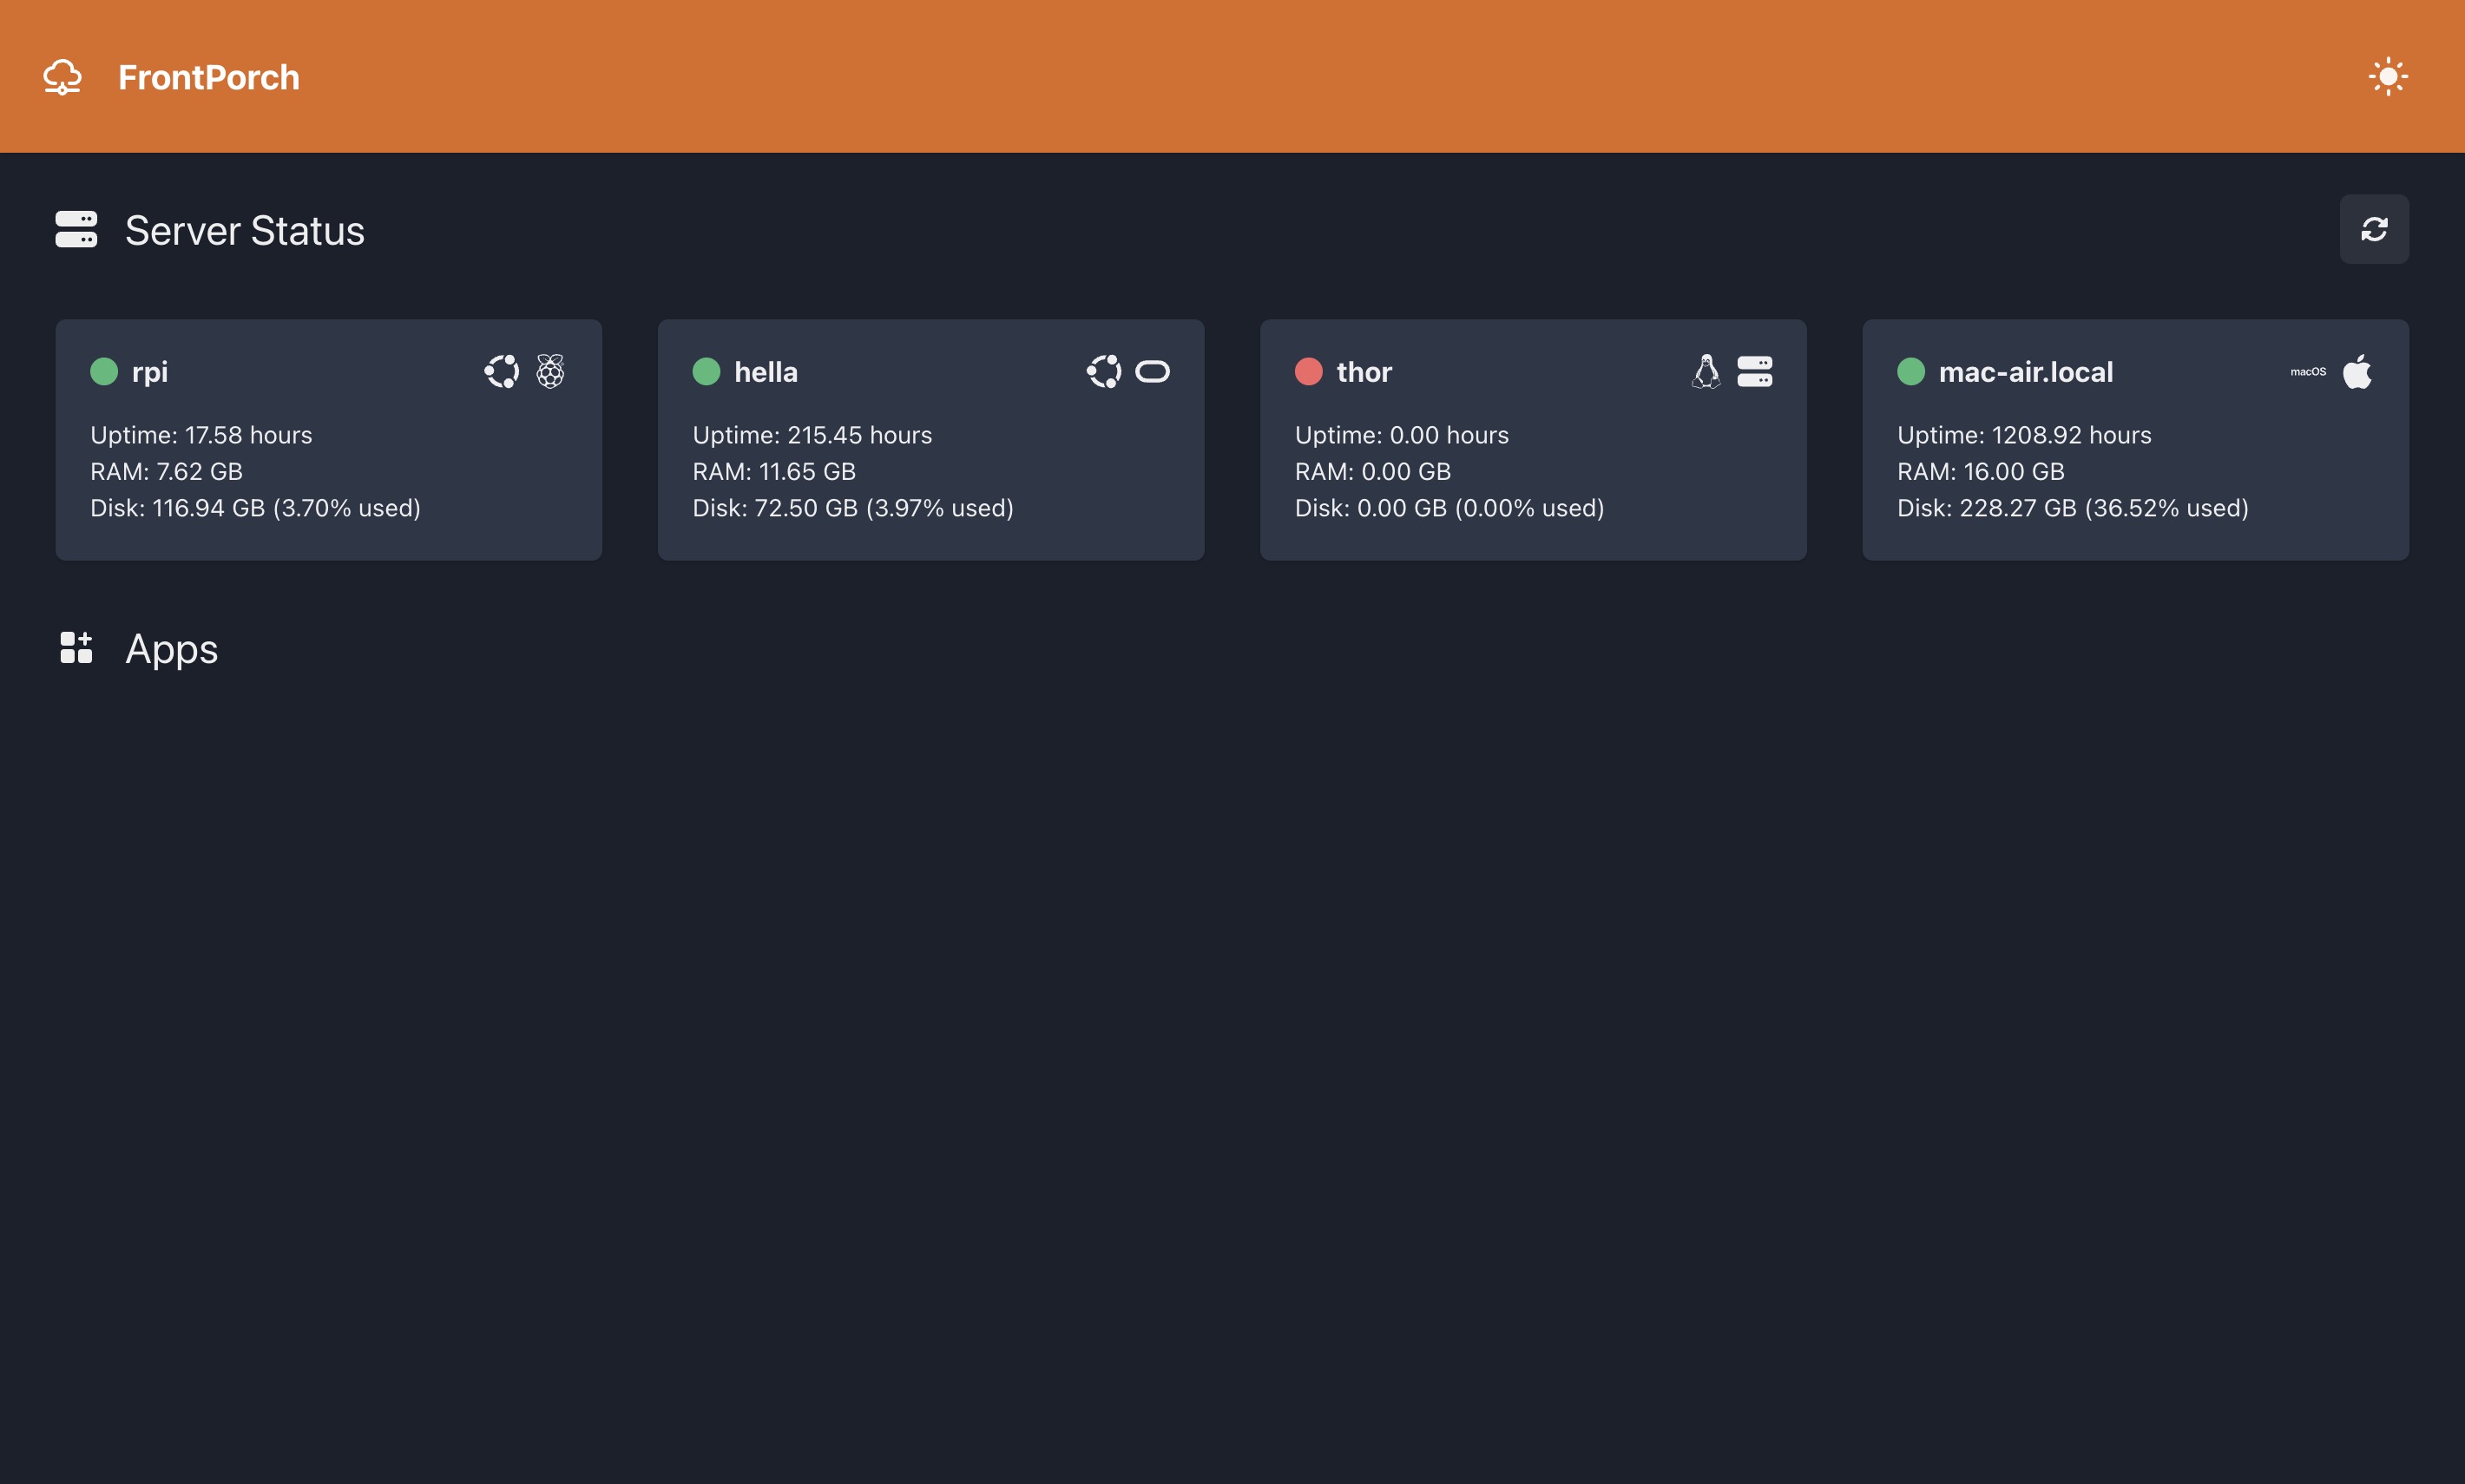 FrontPorch
Server Status
rpi
Uptime: 17.58 hours
RAM: 7.62 GB
Disk: 116.94 GB (3.70% used)
hella
Uptime: 215.45 hours
RAM: 11.65 GB
Disk: 72.50 GB (3.97% used)
thor
Uptime: 0.00 hours
RAM: 0.00 GB
Disk: 0.00 GB (0.00% used)
mac-air.local
macOS
Uptime: 1208.92 hours
RAM: 16.00 GB
Disk: 228.27 GB (36.52% used)
Apps